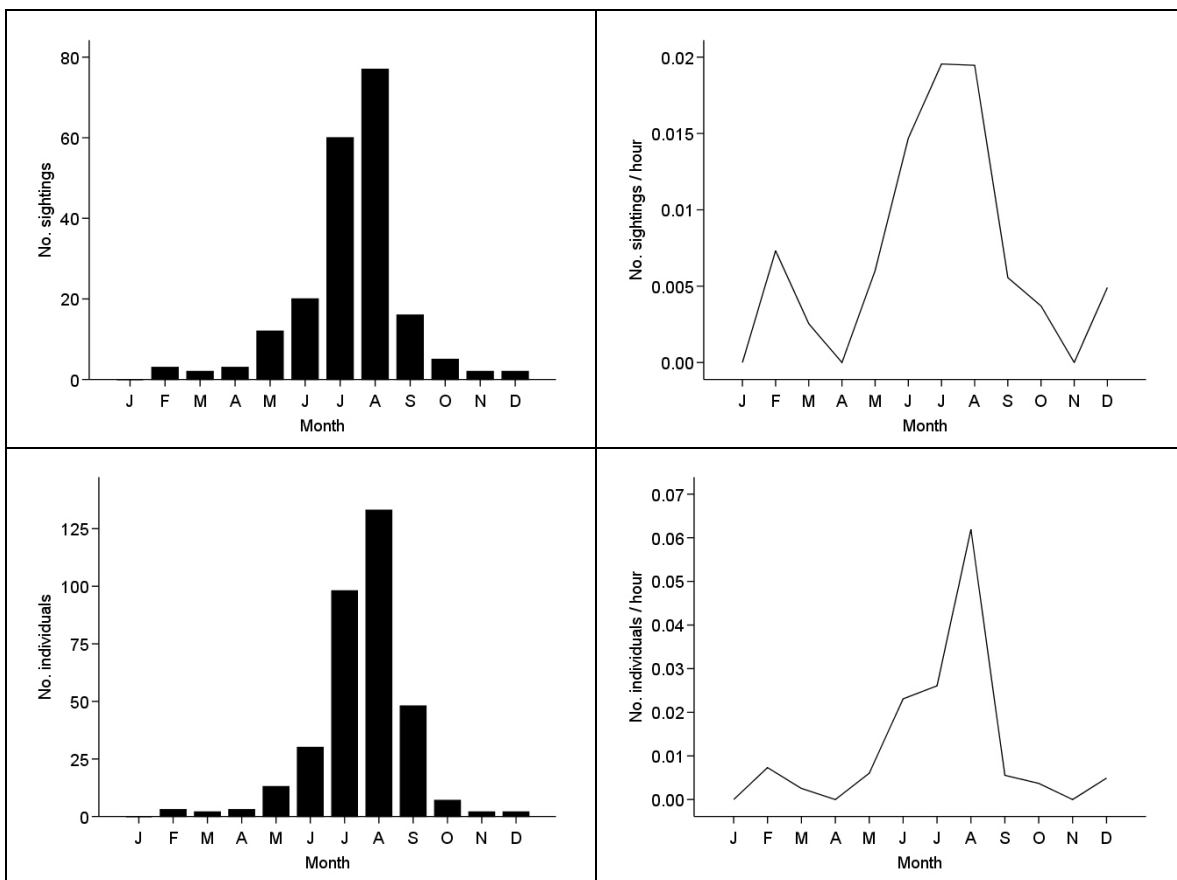 No. sightings
80
60
40
20
0
J F M A M J J A S O N D
Month
No. sightings / hour
0.02
0.015
0.01
0.005
0.00
J F M A M J J A S O N D
Month
No. individuals
125
100
75
50
25
0
J F M A M J J A S O N D
Month
No. individuals / hour
0.07
0.06
0.05
0.04
0.03
0.02
0.01
0.00
J F M A M J J A S O N D
Month